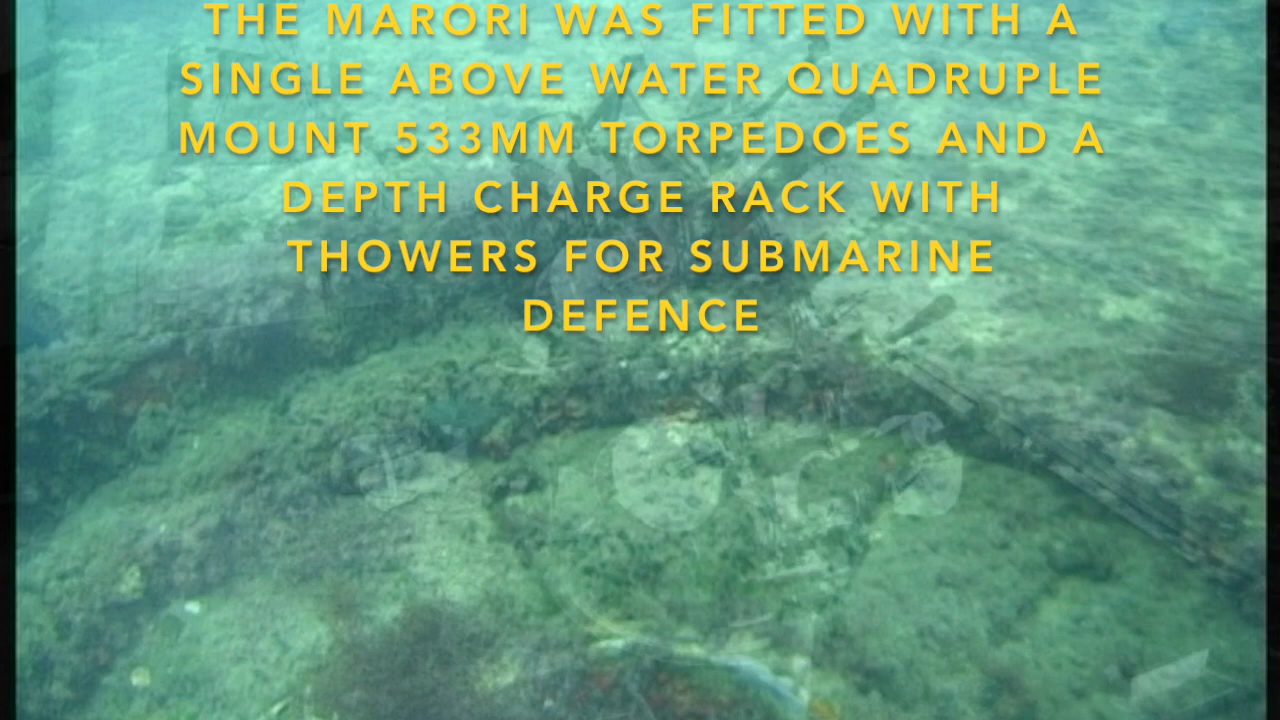 THE MARORI WAS FITTED WITH A
SINGLE ABOVE WATER QUADRUPLE
MOUNT 533MM TORPEDOES AND A
DEPTH CHARGE RACK WITH
THOWERS FOR SUBMARINE
DEFENCE